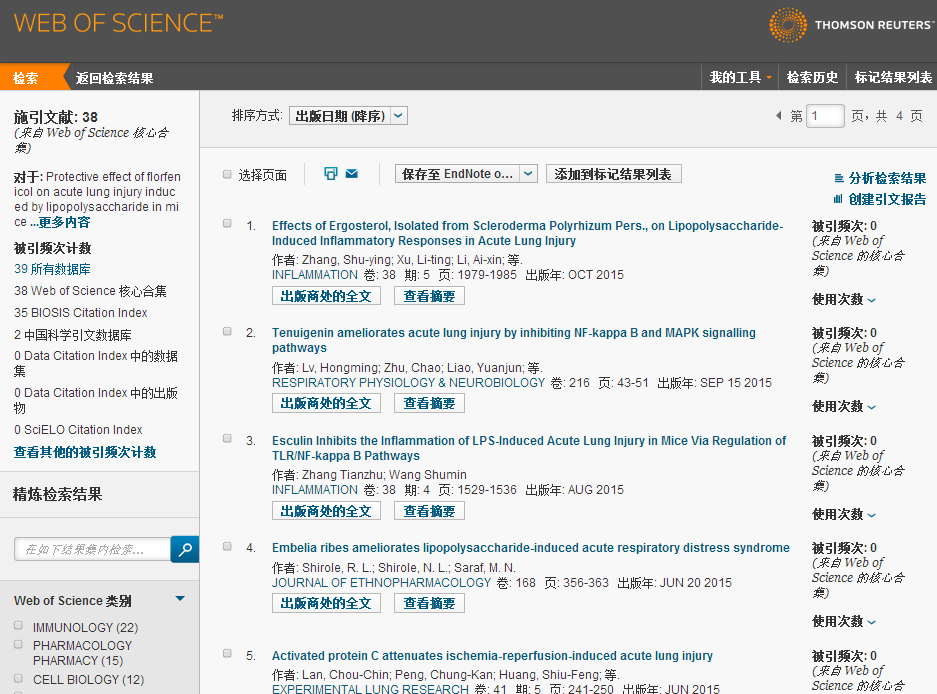 WEB OF SCIENCE™
THOMSON REUTERS™
检索
返回检索结果
我的工具
检索历史
标记结果列表
施引文献: 38
(来自 Web of Science 核心合
集)
对于: Protective effect of florfen
icol on acute lung injury induc
ed by lipopolysaccharide in mi
ce ...更多内容
被引频次计数
39 所有数据库
38 Web of Science 核心合集
35 BIOSIS Citation Index
2 中国科学引文数据库
0 Data Citation Index 中的数据
集
0 Data Citation Index 中的出版
物
0 SciELO Citation Index
查看其他的被引频次计数
精炼检索结果
在如下结果集内检索...
Web of Science 类别
IMMUNOLOGY (22)
PHARMACOLOGY
PHARMACY (15)
CELL BIOLOGY (12)
排序方式: 出版日期 (降序)
第 1 页，共 4 页
选择页面
保存至 EndNote o...
添加到标记结果列表
分析检索结果
创建引文报告
1. Effects of Ergosterol, Isolated from Scleroderma Polyrhizum Pers., on Lipopolysaccharide-
Induced Inflammatory Responses in Acute Lung Injury
作者: Zhang, Shu-ying; Xu, Li-ting; Li, Ai-xin; 等.
INFLAMMATION 卷: 38 期: 5 页: 1979-1985 出版年: OCT 2015
出版商处的全文 查看摘要
被引频次: 0
(来自 Web of
Science 的核心合
集)
使用次数
2. Tenuigenin ameliorates acute lung injury by inhibiting NF-kappa B and MAPK signalling
pathways
作者: Lv, Hongming; Zhu, Chao; Liao, Yuanjun; 等.
RESPIRATORY PHYSIOLOGY & NEUROBIOLOGY 卷: 216 页: 43-51 出版年: SEP 15 2015
出版商处的全文 查看摘要
被引频次: 0
(来自 Web of
Science 的核心合
集)
使用次数
3. Esculin Inhibits the Inflammation of LPS-Induced Acute Lung Injury in Mice Via Regulation of
TLR/NF-kappa B Pathways
作者: Zhang Tianzhu; Wang Shumin
INFLAMMATION 卷: 38 期: 4 页: 1529-1536 出版年: AUG 2015
出版商处的全文 查看摘要
被引频次: 0
(来自 Web of
Science 的核心合
集)
使用次数
4. Embelia ribes ameliorates lipopolysaccharide-induced acute respiratory distress syndrome
作者: Shirole, R. L.; Shirole, N. L.; Saraf, M. N.
JOURNAL OF ETHNOPHARMACOLOGY 卷: 168 页: 356-363 出版年: JUN 20 2015
出版商处的全文 查看摘要
被引频次: 0
(来自 Web of
Science 的核心合
集)
使用次数
5. Activated protein C attenuates ischemia-reperfusion-induced acute lung injury
作者: Lan, Chou-Chin; Peng, Chung-Kan; Huang, Shiu-Feng; 等.
EXPERIMENTAL LUNG RESEARCH 卷: 41 期: 5 页: 241-250 出版年: JUN 2015
被引频次: 0
(来自 Web of
Science 的核心合